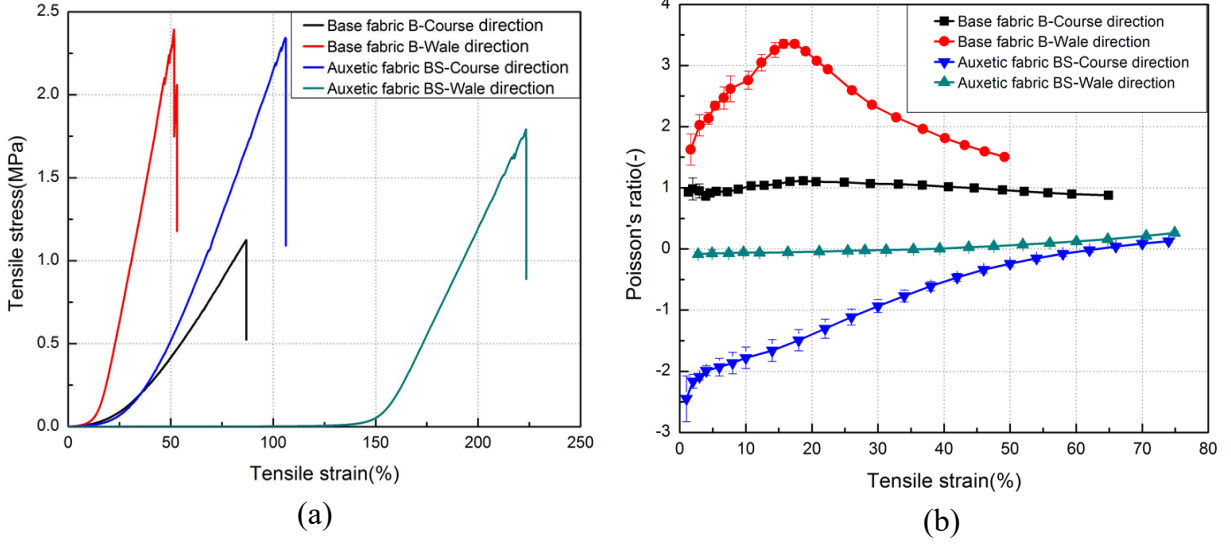 2.5
2.0
1.5
1.0
0.5
0.0
Tensile stress(MPa)
Base fabric B-Course direction
Base fabric B-Wale direction
Auxetic fabric BS-Course direction
Auxetic fabric BS-Wale direction
0 50 100 150 200 250
Tensile strain(%)
(a)
4
3
2
1
0
-1
-2
-3
Poisson's ratio(-)
Base fabric B-Course direction
Base fabric B-Wale direction
Auxetic fabric BS-Course direction
Auxetic fabric BS-Wale direction
0 10 20 30 40 50 60 70 80
Tensile strain(%)
(b)